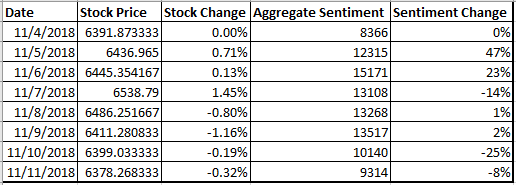 Date Stock Price Stock Change Aggregate Sentiment Sentiment Change
11/4/2018 6391.873333 0.00% 8366 0%
11/5/2018 6436.965 0.71% 12315 47%
11/6/2018 6445.354167 0.13% 15171 23%
11/7/2018 6538.79 1.45% 13108 -14%
11/8/2018 6486.251667 -0.80% 13268 1%
11/9/2018 6411.280833 -1.16% 13517 2%
11/10/2018 6399.033333 -0.19% 10140 -25%
11/11/2018 6378.268333 -0.32% 9314 -8%